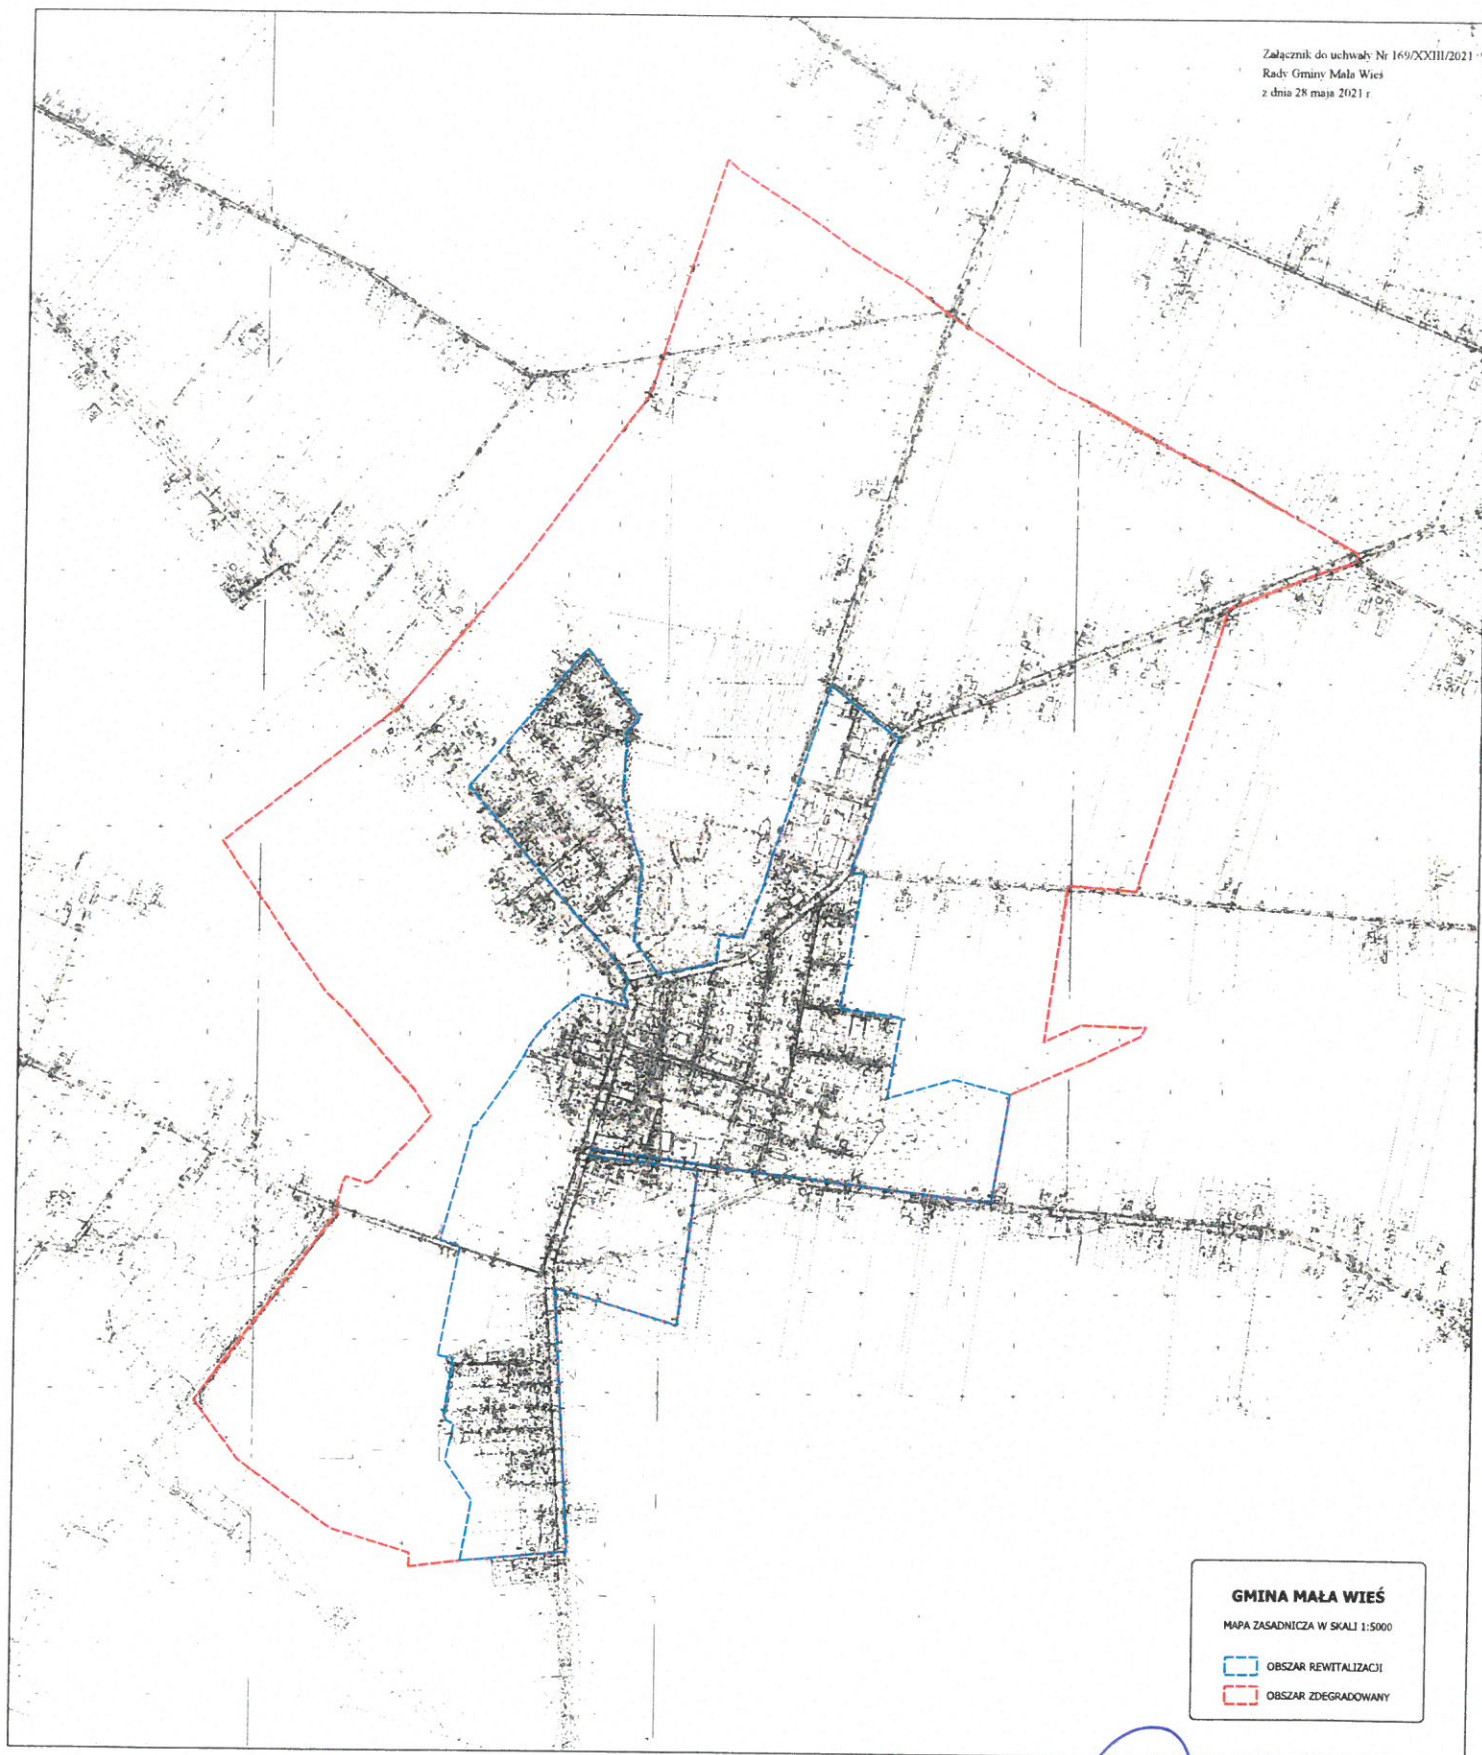 Załącznik do uchwały Nr 169/XXIII/2021
Rady Gminy Mała Wieś
z dnia 28 maja 2021 r
GMINA MAŁA WIEŚ
MAPA ZASADNICZA W SKALI 1:5000
OBSZAR REWITALIZACJI
OBSZAR ZDEGRADOWANY